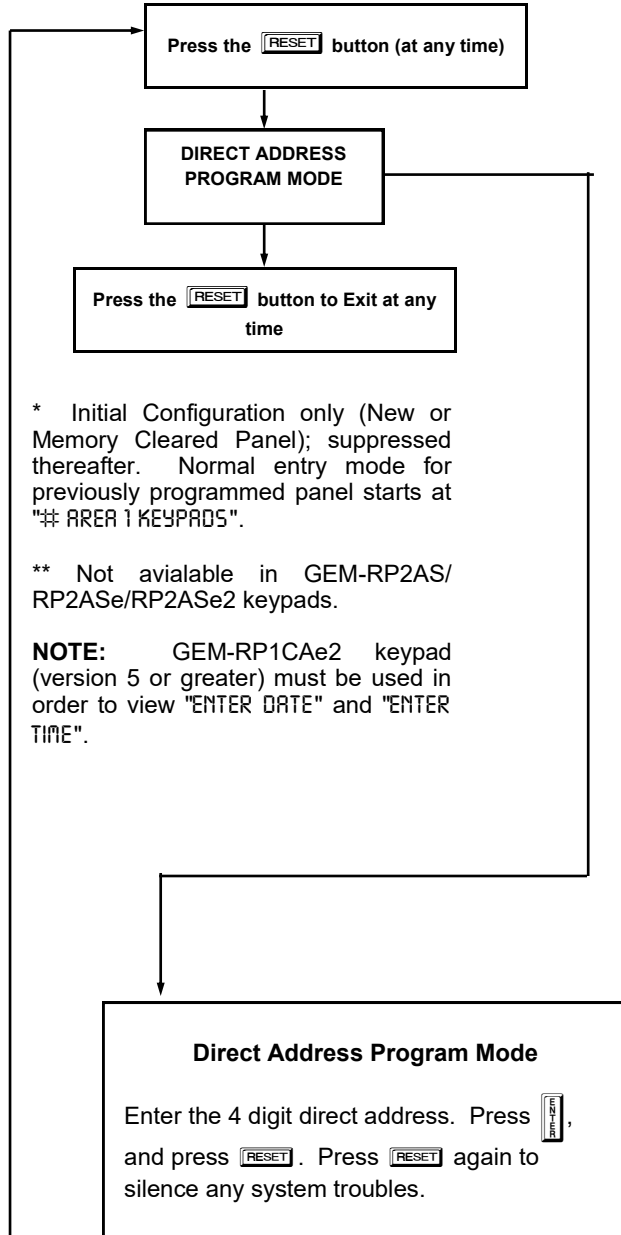 Press the RESET button (at any time)
DIRECT ADDRESS
PROGRAM MODE
Press the RESET button to Exit at any
time
* Initial Configuration only (New or
Memory Cleared Panel); suppressed
thereafter. Normal entry mode for
previously programmed panel starts at
"# AREA 1 KEYPADS".
** Not avialable in GEM-RP2AS/
RP2ASe/RP2ASe2 keypads.
NOTE: GEM-RP1CAe2 keypad
(version 5 or greater) must be used in
order to view "ENTER DATE" and "ENTER
TIME".
Direct Address Program Mode
Enter the 4 digit direct address. Press ENTER,
and press RESET. Press RESET again to
silence any system troubles.